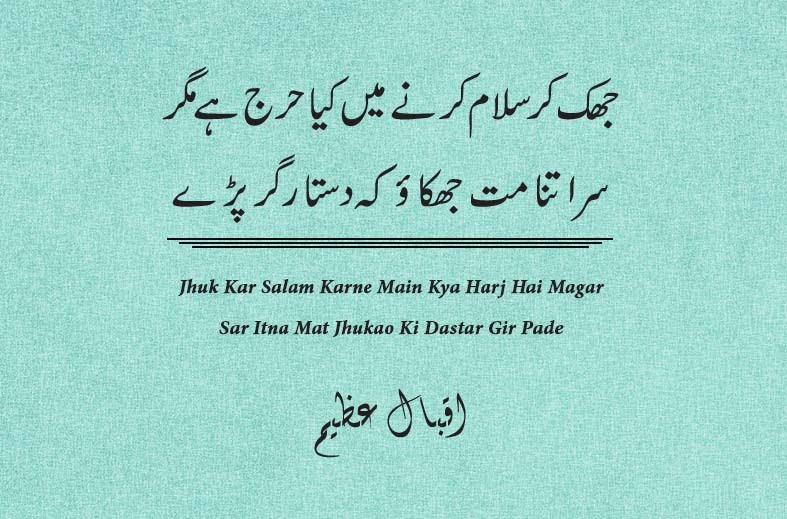 جھک کر سلام کرنے میں کیا حرج ہے مگر
سر اتنا مت جھکاؤ کہ دستار گر پڑے
Jhuk Kar Salam Karne Main Kya Harj Hai Magar
Sar Itna Mat Jhukao Ki Dastar Gir Pade
اقبال عظیم